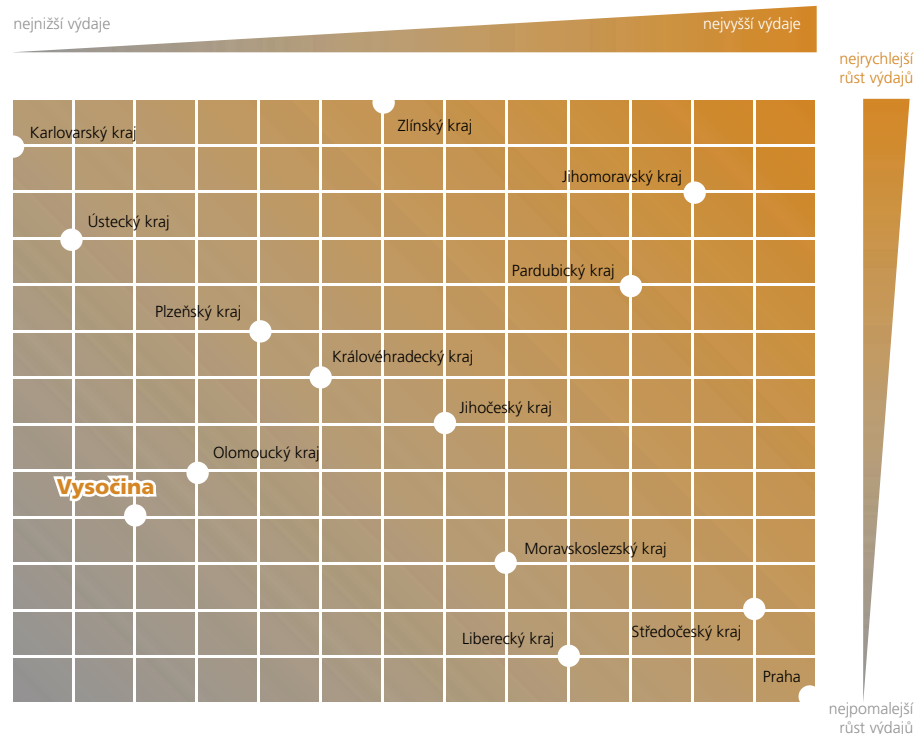 nejnižší výdaje
nejvyšší výdaje
nejrychlejší
růst výdajů
Zlínský kraj
Karlovarský kraj
Jihomoravský kraj
Ústecký kraj
Pardubický kraj
Plzeňský kraj
Královéhradecký kraj
Jihočeský kraj
Olomoucký kraj
Vysočina
Moravskoslezský kraj
Středočeský kraj
Liberecký kraj
Praha
nejpomalejší
růst výdajů